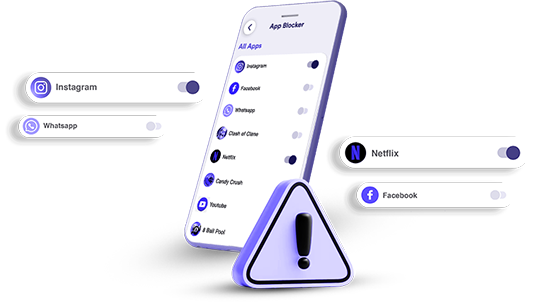 App Blocker
All Apps
Instagram
Facebook
Whatsapp
Clash of Clane
Netflix
Candy Crush
Youtube
8 Ball Pool
Instagram
Whatsapp
Netflix
Facebook